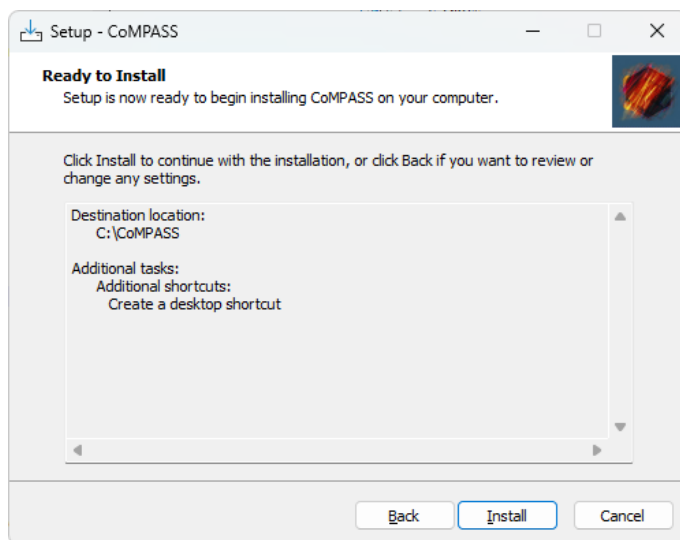 Setup - CoMPASS
Ready to Install
Setup is now ready to begin installing CoMPASS on your computer.
Click Install to continue with the installation, or click Back if you want to review or
change any settings.
Destination location:
C:\CoMPASS
Additional tasks:
Additional shortcuts:
Create a desktop shortcut
Back
Install
Cancel